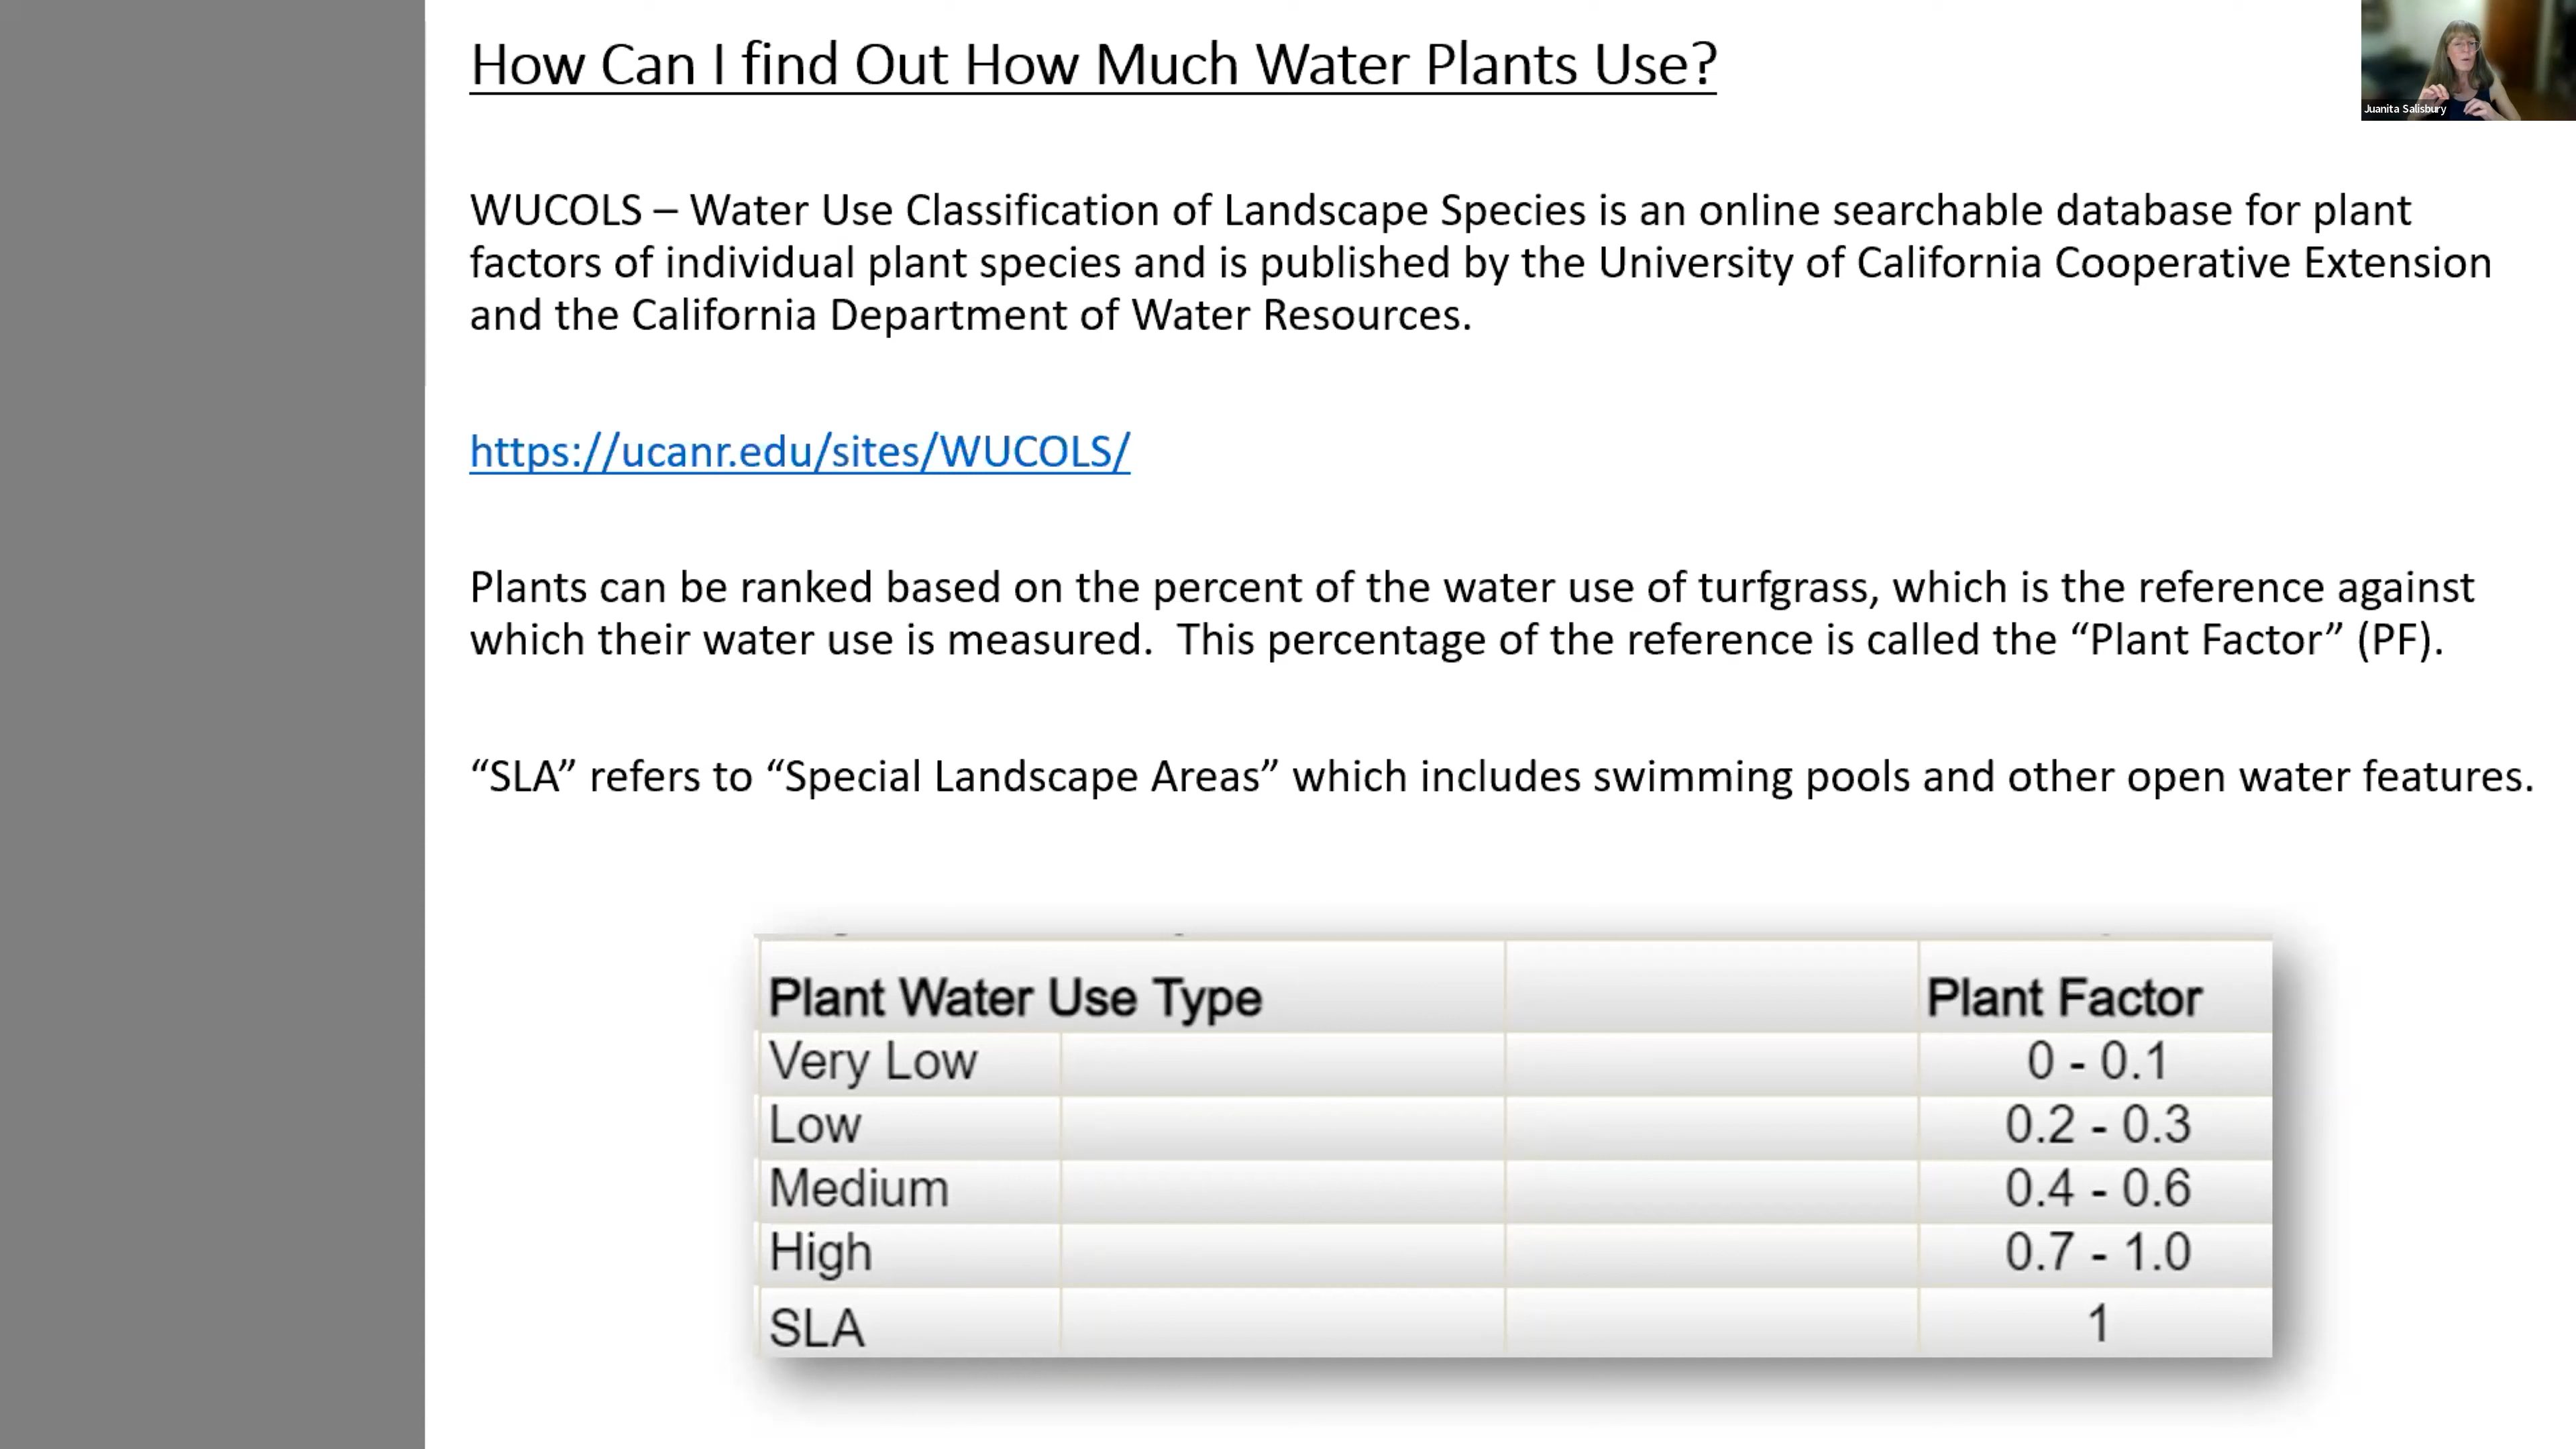 How Can I find Out How Much Water Plants Use?
Juanita Salisbury
WUCOLS – Water Use Classification of Landscape Species is an online searchable database for plant
factors of individual plant species and is published by the University of California Cooperative Extension
and the California Department of Water Resources.
https://ucanr.edu/sites/WUCOLS/
Plants can be ranked based on the percent of the water use of turfgrass, which is the reference against
which their water use is measured.  This percentage of the reference is called the “Plant Factor” (PF).
“SLA” refers to “Special Landscape Areas” which includes swimming pools and other open water features.
Plant Water Use Type Plant Factor
Very Low 0 - 0.1
Low 0.2 - 0.3
Medium 0.4 - 0.6
High 0.7 - 1.0
SLA 1